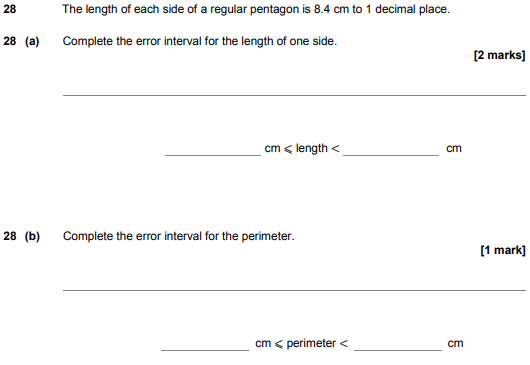 28 The length of each side of a regular pentagon is 8.4 cm to 1 decimal place.
28 (a) Complete the error interval for the length of one side.
[2 marks]
cm ⩽ length < cm
28 (b) Complete the error interval for the perimeter.
[1 mark]
cm ⩽ perimeter < cm